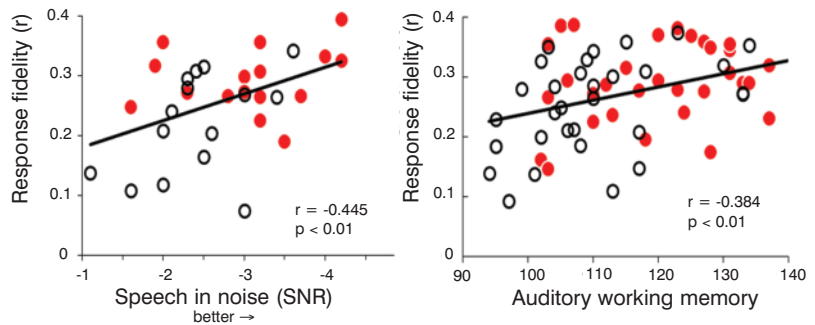 Response fidelity (r)
0.4
0.3
0.2
0.1
0
-1
-2
-3
-4
r = -0.445
p < 0.01
Speech in noise (SNR)
better →
Response fidelity (r)
0.4
0.3
0.2
0.1
0
90
100
110
120
130
140
r = -0.384
p < 0.01
Auditory working memory